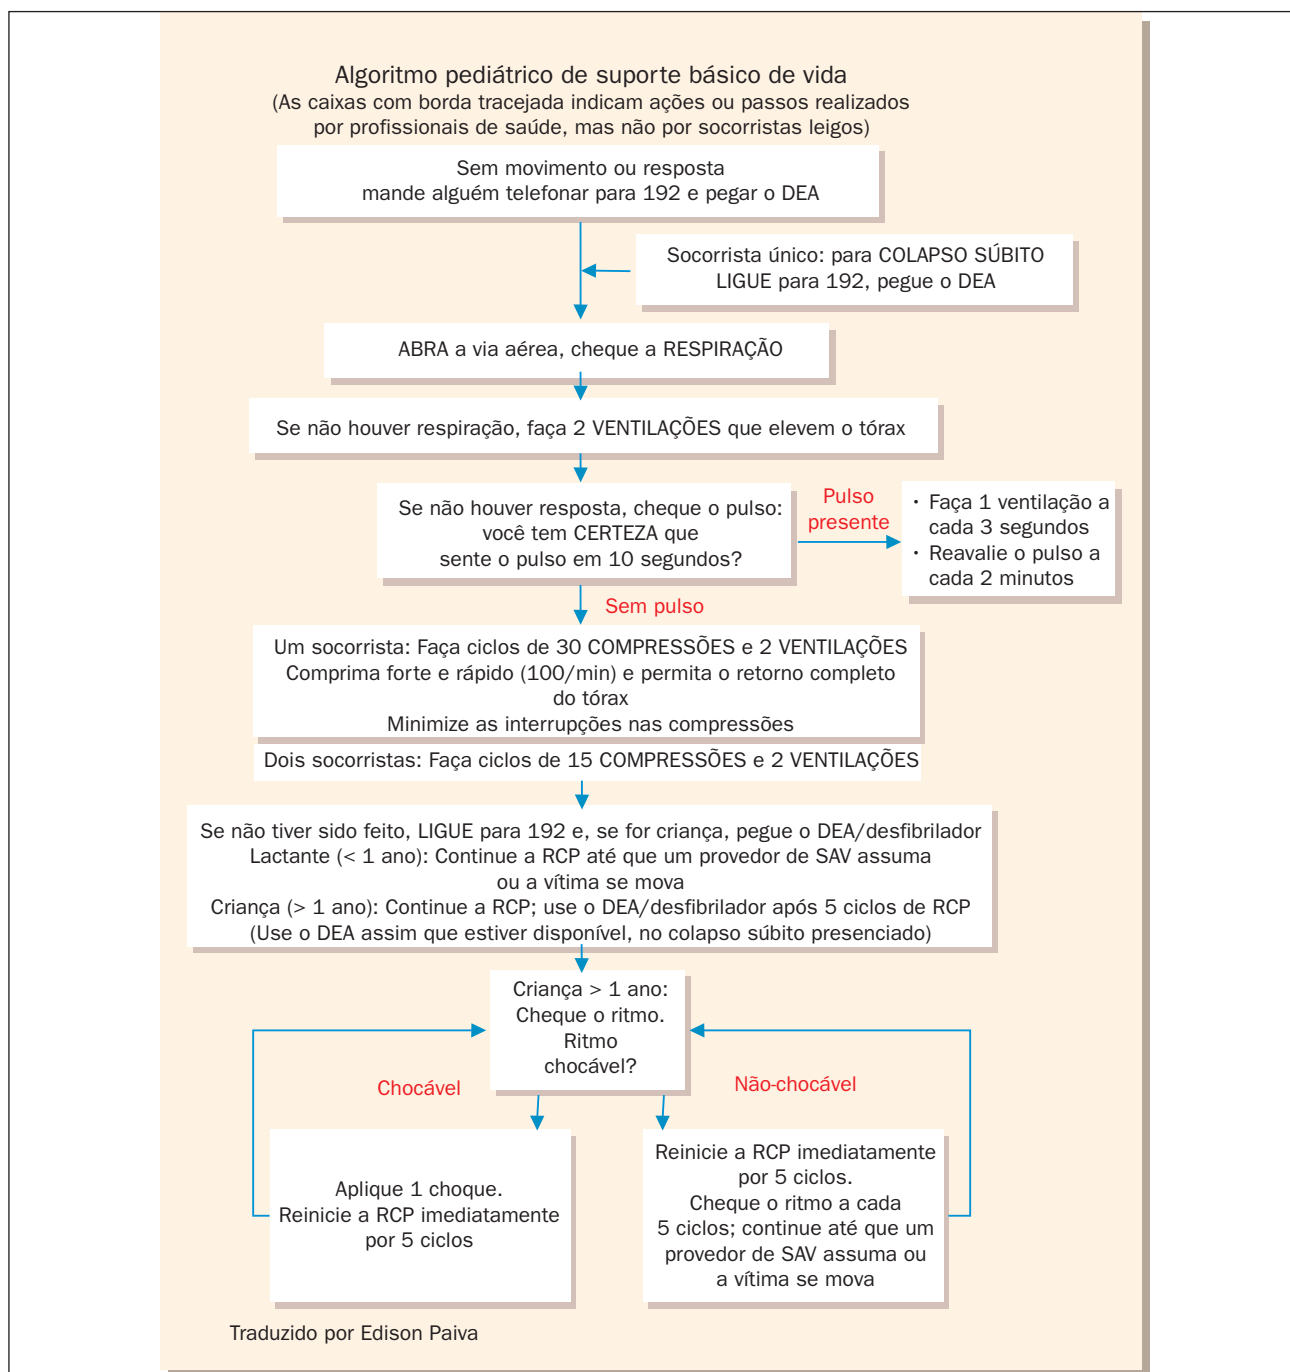 Algoritmo pediátrico de suporte básico de vida
(As caixas com borda tracejada indicam ações ou passos realizados
por profissionais de saúde, mas não por socorristas leigos)
Sem movimento ou resposta
mande alguém telefonar para 192 e pegar o DEA
Socorrista único: para COLAPSO SÚBITO
LIGUE para 192, pegue o DEA
ABRA a via aérea, cheque a RESPIRAÇÃO
Se não houver respiração, faça 2 VENTILAÇÕES que elevem o tórax
Se não houver resposta, cheque o pulso:
você tem CERTEZA que
sente o pulso em 10 segundos?
Pulso
presente
• Faça 1 ventilação a
cada 3 segundos
• Reavalie o pulso a
cada 2 minutos
Sem pulso
Um socorrista: Faça ciclos de 30 COMPRESSÕES e 2 VENTILAÇÕES
Comprima forte e rápido (100/min) e permita o retorno completo
do tórax
Minimize as interrupções nas compressões
Dois socorristas: Faça ciclos de 15 COMPRESSÕES e 2 VENTILAÇÕES
Se não tiver sido feito, LIGUE para 192 e, se for criança, pegue o DEA/desfibrilador
Lactante (< 1 ano): Continue a RCP até que um provedor de SAV assuma
ou a vítima se mova
Criança (> 1 ano): Continue a RCP; use o DEA/desfibrilador após 5 ciclos de RCP
(Use o DEA assim que estiver disponível, no colapso súbito presenciado)
Criança > 1 ano:
Cheque o ritmo.
Ritmo
chocável?
Chocável
Não-chocável
Aplique 1 choque.
Reinicie a RCP imediatamente
por 5 ciclos
Reinicie a RCP imediatamente
por 5 ciclos.
Cheque o ritmo a cada
5 ciclos; continue até que um
provedor de SAV assuma ou
a vítima se mova
Traduzido por Edison Paiva